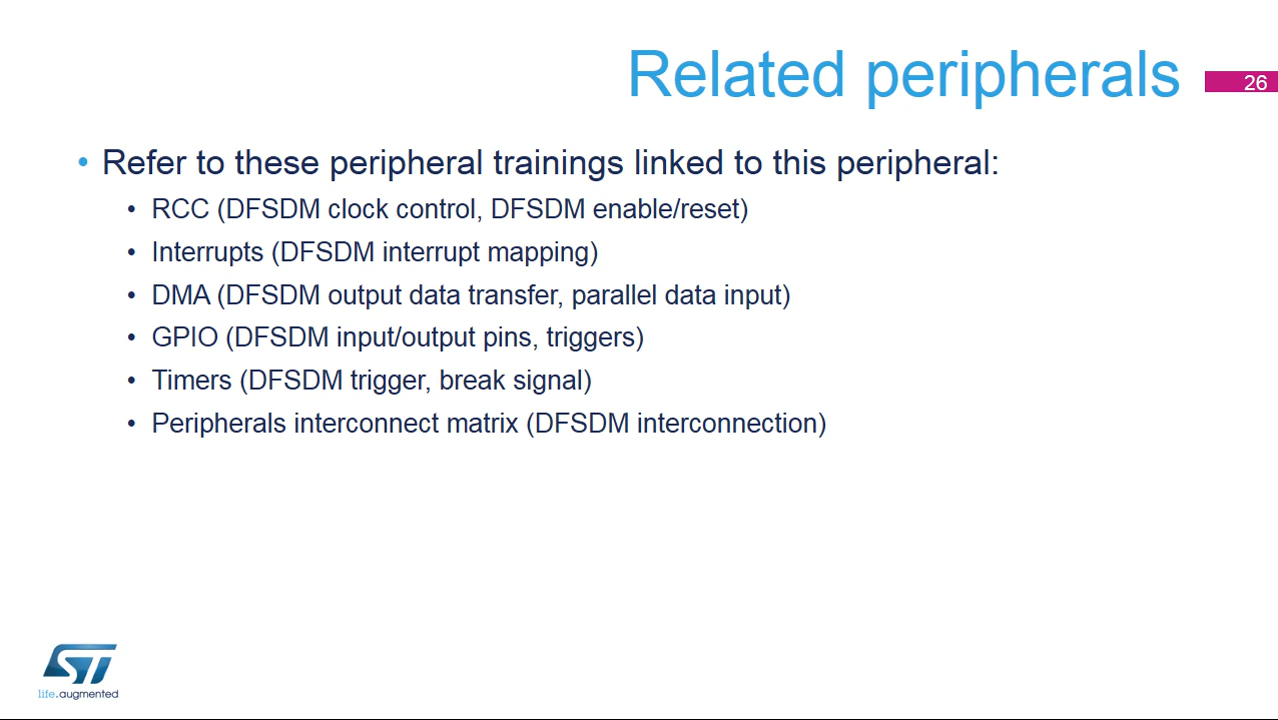 Related peripherals
26
• Refer to these peripheral trainings linked to this peripheral:
• RCC (DFSDM clock control, DFSDM enable/reset)
• Interrupts (DFSDM interrupt mapping)
• DMA (DFSDM output data transfer, parallel data input)
• GPIO (DFSDM input/output pins, triggers)
• Timers (DFSDM trigger, break signal)
• Peripherals interconnect matrix (DFSDM interconnection)
ST
life.augmented